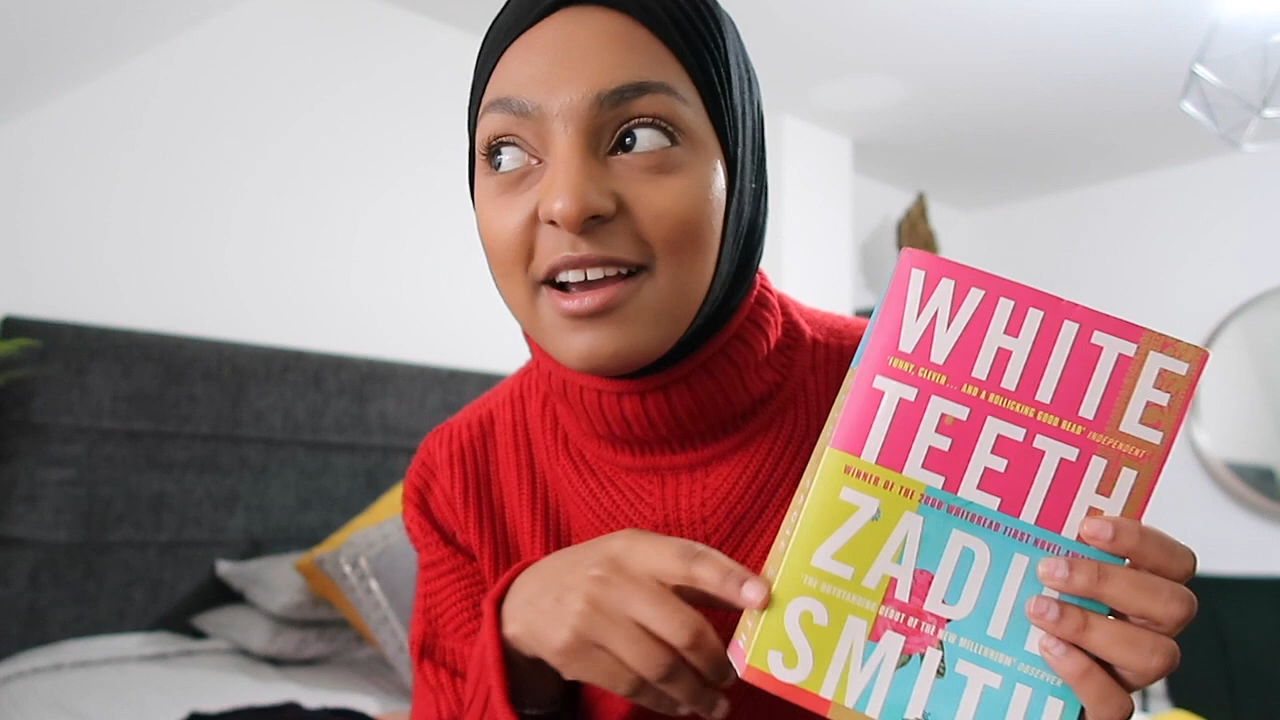 WHITE
'FUNNY, CLEVER... AND A ROLLICKING GOOD READ' INDEPENDENT
TEETH
WINNER OF THE 2000 WHITBREAD FIRST NOVEL
ZADIE
'THE OUTSTANDING DEBUT OF THE NEW MILLENNIUM' OBSERVER
SMITH